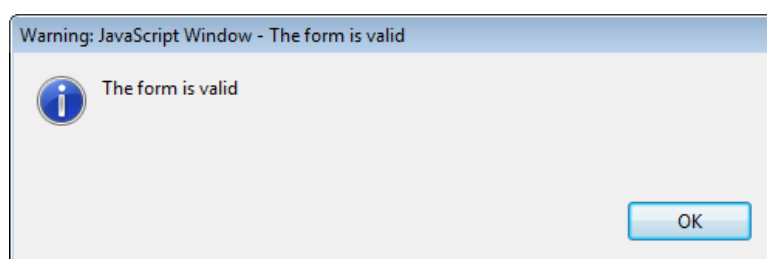 Warning: JavaScript Window - The form is valid
The form is valid
OK